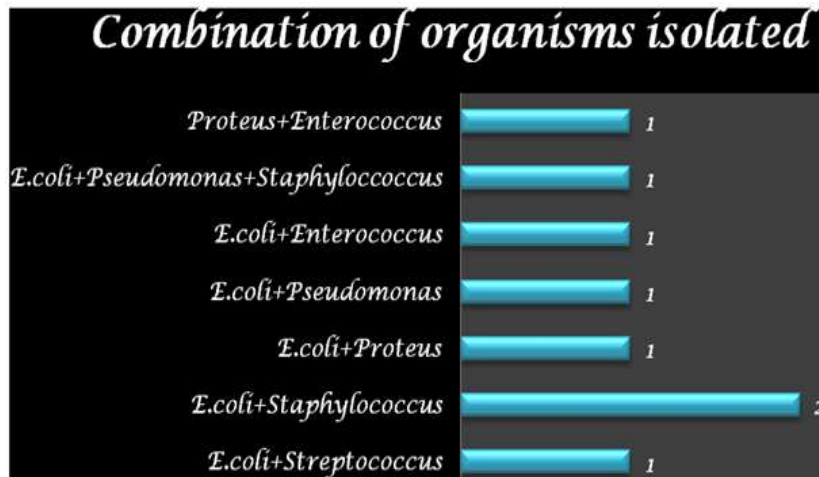 Combination of organisms isolated
Proteus+Enterococcus 1
E.coli+Pseudomonas+Staphyloccoccus 1
E.coli+Enterococcus 1
E.coli+Pseudomonas 1
E.coli+Proteus 1
E.coli+Staphylococcus 2
E.coli+Streptococcus 1